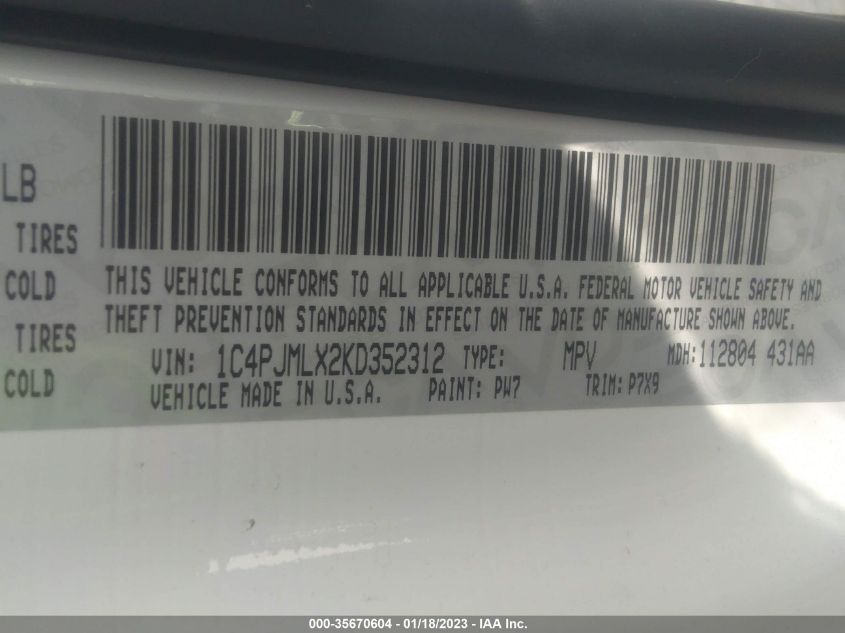 LB
TIRES
COLD
TIRES
COLD
THIS VEHICLE CONFORMS TO ALL APPLICABLE U.S.A. FEDERAL MOTOR VEHICLE SAFETY AND
THEFT PREVENTION STANDARDS IN EFFECT ON THE DATE OF MANUFACTURE SHOWN ABOVE.
VIN: 1C4PJMLX2KD352312 TYPE: MPV MDH: 112804 431AA
VEHICLE MADE IN U.S.A. PAINT: PW7 TRIM: P7X9
000-35670604 - 01/18/2023 - IAA Inc.